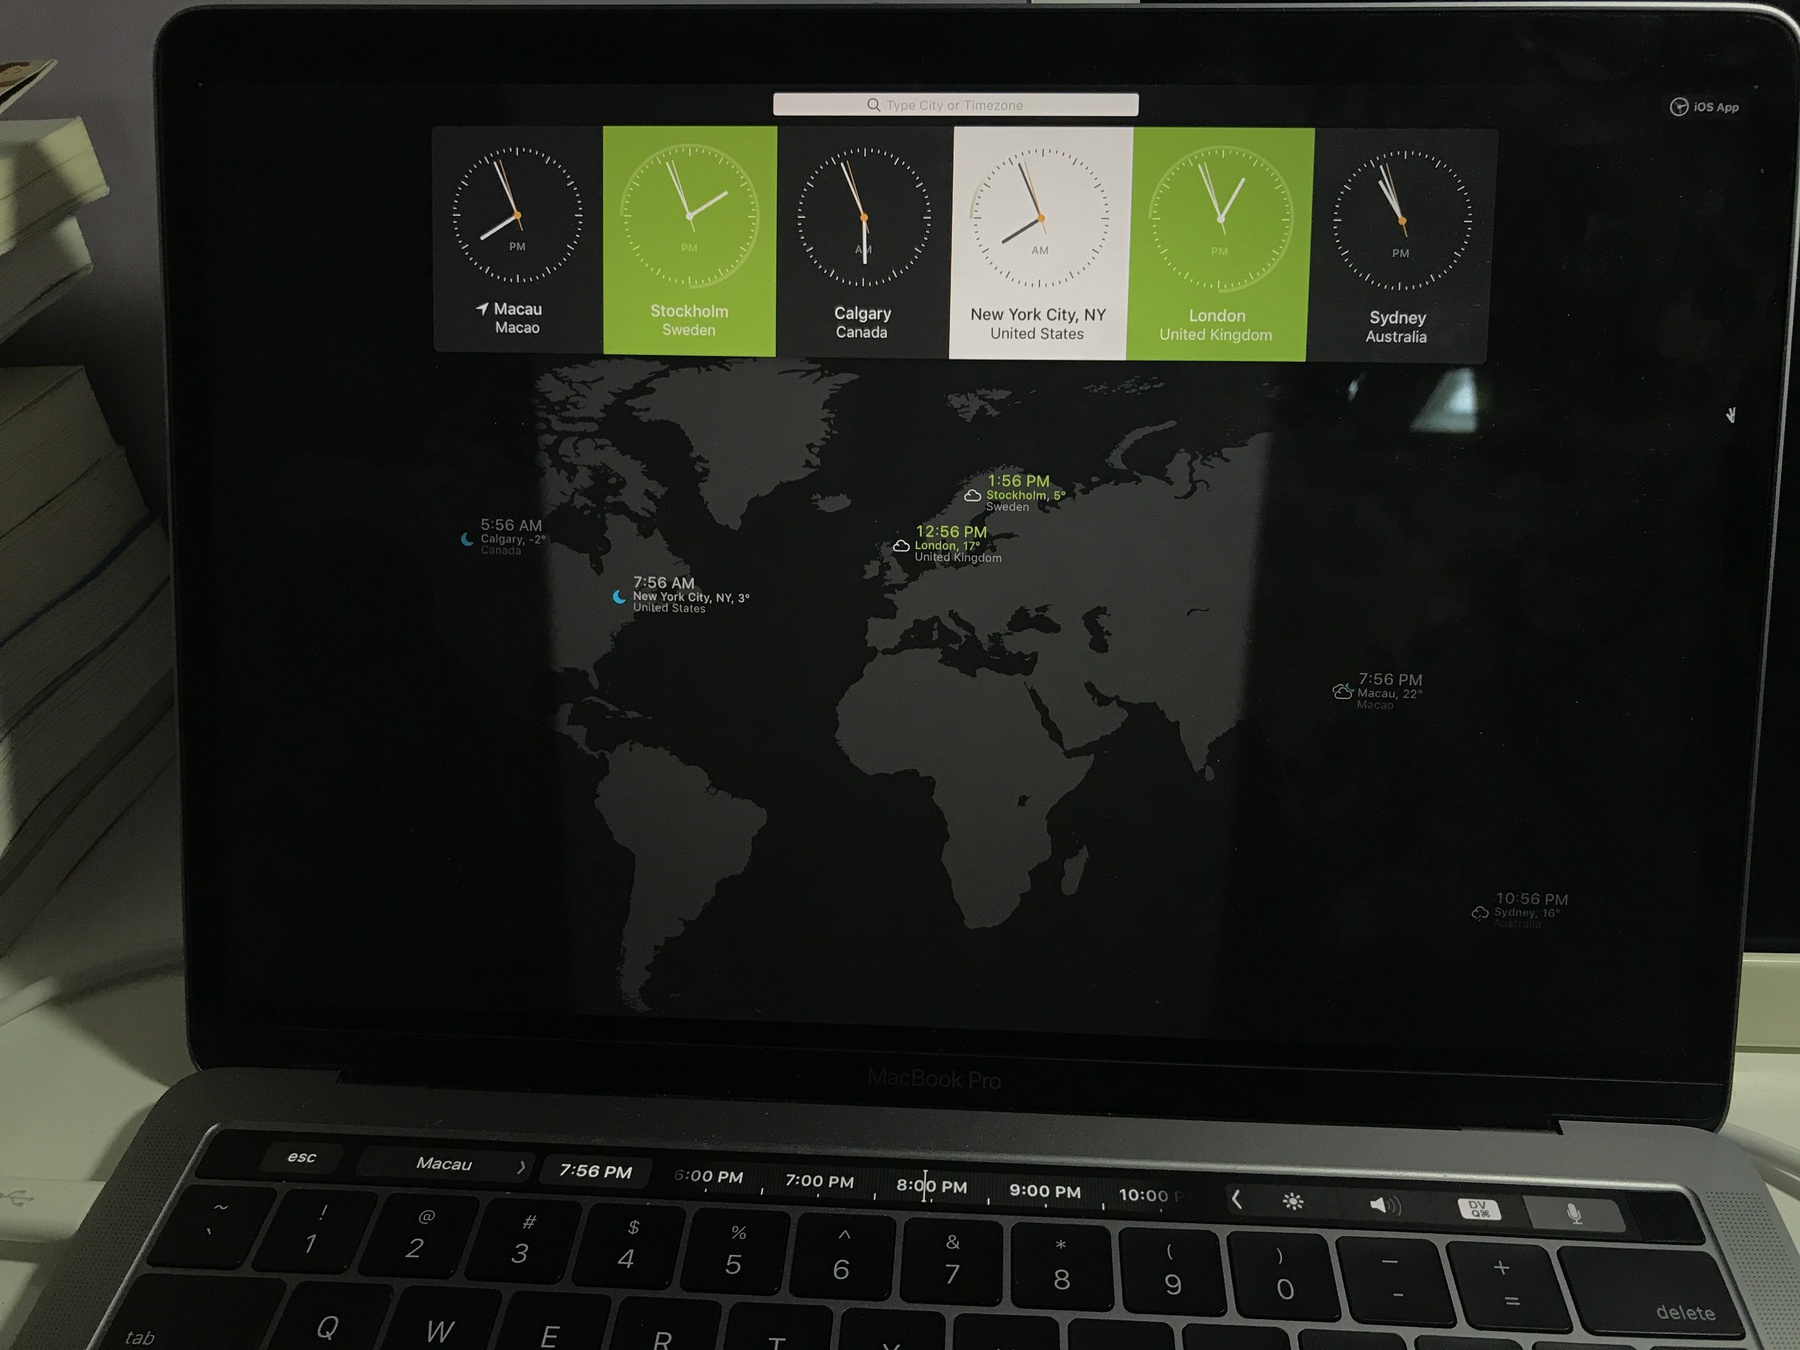 Type City or Timezone
iOS App
PM
Macau
Macao
PM
Stockholm
Sweden
AM
Calgary
Canada
AM
New York City, NY
United States
PM
London
United Kingdom
PM
Sydney
Australia
1:56 PM
Stockholm, 5°
Sweden
5:56 AM
Calgary, -2°
Canada
12:56 PM
London, 17°
United Kingdom
7:56 AM
New York City, NY, 3°
United States
7:56 PM
Macau, 22°
Macao
10:56 PM
Sydney, 16°
Australia
MacBook Pro
esc Macau 7:56 PM 6:00 PM 7:00 PM 8:00 PM 9:00 PM 10:00 P
DV
Q⌘
~ ! @ # $ % ^ & * ( ) — +
` 1 2 3 4 5 6 7 8 9 0 - = delete
tab Q W E R T Y